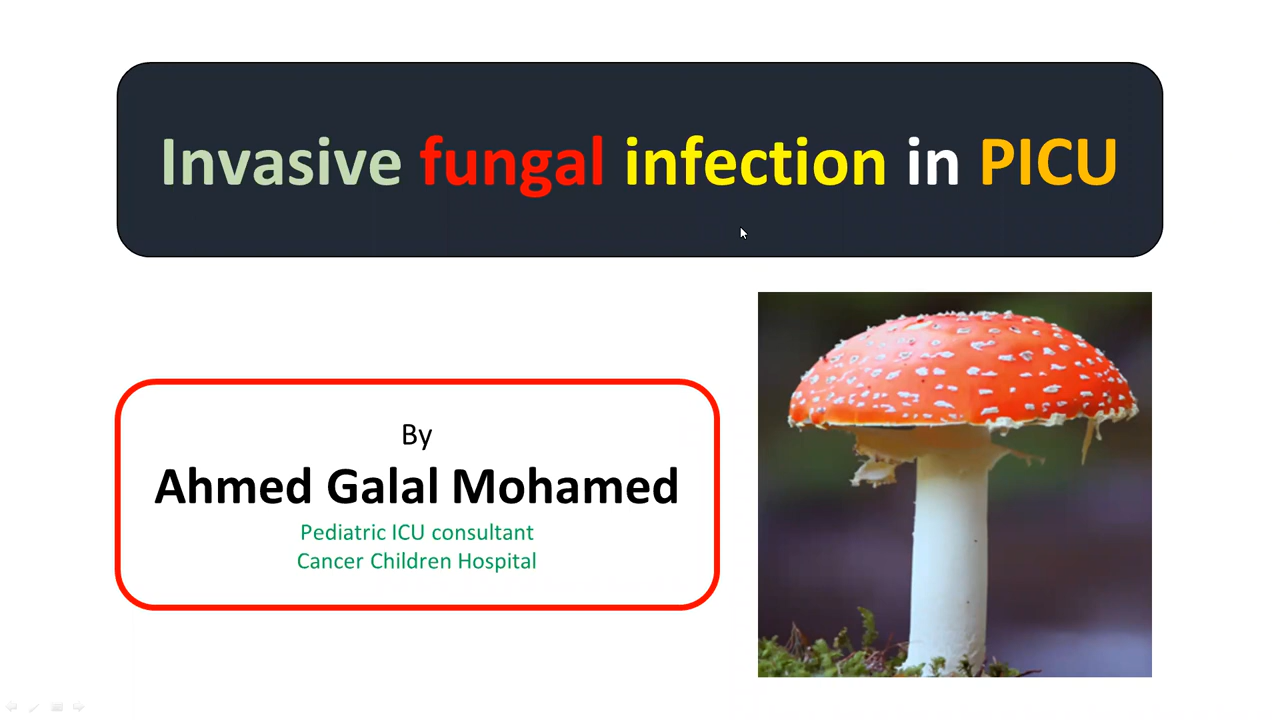 Invasive fungal infection in PICU
By
Ahmed Galal Mohamed
Pediatric ICU consultant
Cancer Children Hospital